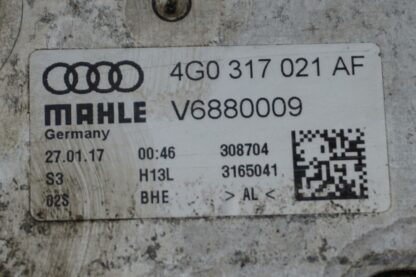 4G0 317 021 AF
MAHLE V6880009
Germany
27.01.17 00:46 308704
S3 H13L 3165041
02S BHE > AL <